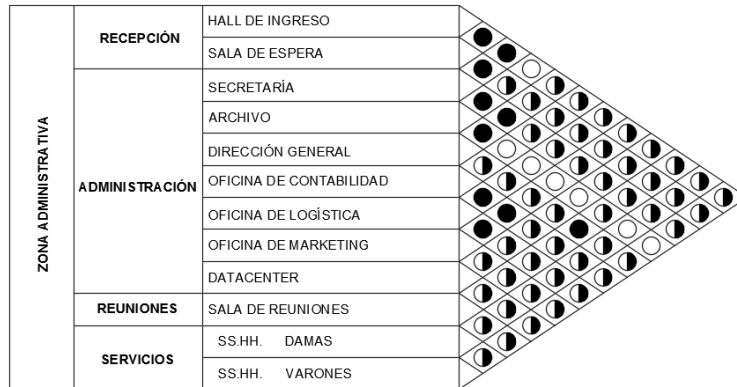 ZONA ADMINISTRATIVA
RECEPCIÓN
HALL DE INGRESO
SALA DE ESPERA
ADMINISTRACIÓN
SECRETARÍA
ARCHIVO
DIRECCIÓN GENERAL
OFICINA DE CONTABILIDAD
OFICINA DE LOGÍSTICA
OFICINA DE MARKETING
DATACENTER
REUNIONES
SALA DE REUNIONES
SERVICIOS
SS.HH. DAMAS
SS.HH. VARONES